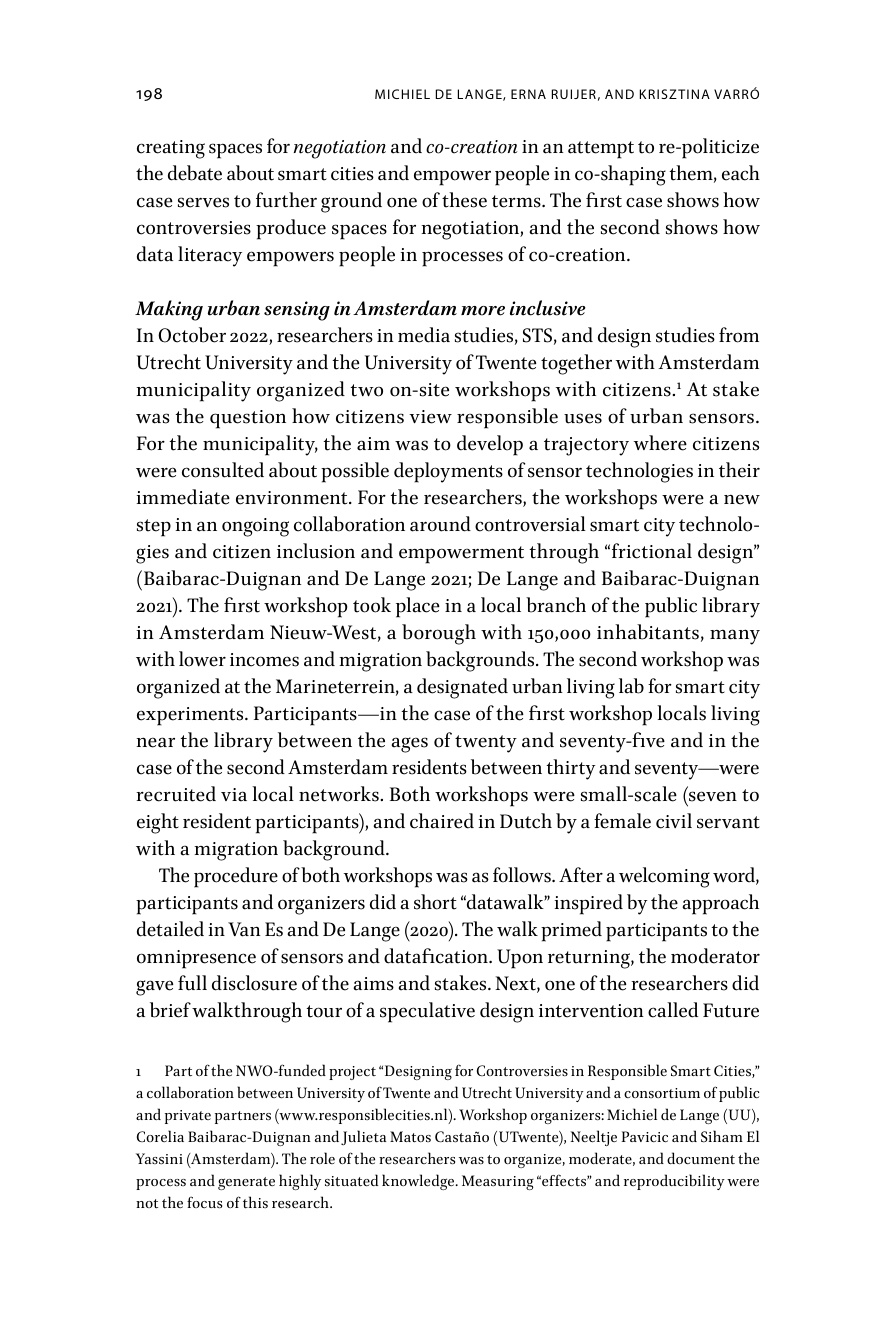 198
MICHIEL DE LANGE, ERNA RUIJER, AND KRISZTINA VARRÓ
creating spaces for negotiation and co-creation in an attempt to re-politicize
the debate about smart cities and empower people in co-shaping them, each
case serves to further ground one of these terms. The first case shows how
controversies produce spaces for negotiation, and the second shows how
data literacy empowers people in processes of co-creation.
Making urban sensing in Amsterdam more inclusive
In October 2022, researchers in media studies, STS, and design studies from
Utrecht University and the University of Twente together with Amsterdam
municipality organized two on-site workshops with citizens.¹ At stake
was the question how citizens view responsible uses of urban sensors.
For the municipality, the aim was to develop a trajectory where citizens
were consulted about possible deployments of sensor technologies in their
immediate environment. For the researchers, the workshops were a new
step in an ongoing collaboration around controversial smart city technolo-
gies and citizen inclusion and empowerment through “frictional design”
(Baibarac-Duignan and De Lange 2021; De Lange and Baibarac-Duignan
2021). The first workshop took place in a local branch of the public library
in Amsterdam Nieuw-West, a borough with 150,000 inhabitants, many
with lower incomes and migration backgrounds. The second workshop was
organized at the Marineterrein, a designated urban living lab for smart city
experiments. Participants—in the case of the first workshop locals living
near the library between the ages of twenty and seventy-five and in the
case of the second Amsterdam residents between thirty and seventy—were
recruited via local networks. Both workshops were small-scale (seven to
eight resident participants), and chaired in Dutch by a female civil servant
with a migration background.
The procedure of both workshops was as follows. After a welcoming word,
participants and organizers did a short “datawalk” inspired by the approach
detailed in Van Es and De Lange (2020). The walk primed participants to the
omnipresence of sensors and datafication. Upon returning, the moderator
gave full disclosure of the aims and stakes. Next, one of the researchers did
a brief walkthrough tour of a speculative design intervention called Future
1 Part of the NWO-funded project “Designing for Controversies in Responsible Smart Cities,”
a collaboration between University of Twente and Utrecht University and a consortium of public
and private partners (www.responsiblecities.nl). Workshop organizers: Michiel de Lange (UU),
Corelia Baibarac-Duignan and Julieta Matos Castaño (UTwente), Neeltje Pavicic and Siham El
Yassini (Amsterdam). The role of the researchers was to organize, moderate, and document the
process and generate highly situated knowledge. Measuring “effects” and reproducibility were
not the focus of this research.